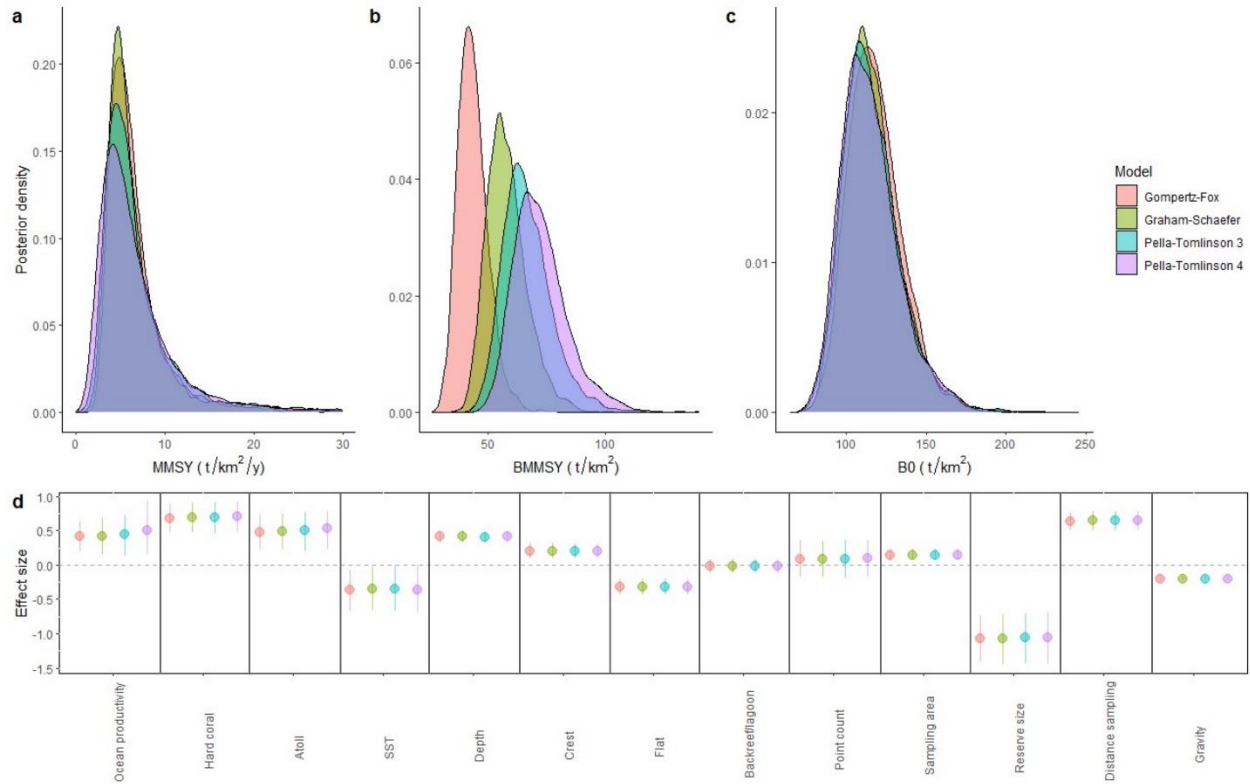 a
b
c
0.20
0.15
0.10
0.05
0.00
Posterior density
0
10
20
30
MMSY ( t/km²/y)
0.06
0.04
0.02
0.00
50
100
BMMSY ( t/km²)
0.02
0.01
0.00
100
150
200
250
B0 ( t/km²)
Model
Gompertz-Fox
Graham-Schaefer
Pella-Tomlinson 3
Pella-Tomlinson 4
d
1.0
0.5
0.0
-0.5
-1.0
-1.5
Effect size
Ocean productivity
Hard coral
Atoll
SST
Depth
Crest
Flat
Backreef/lagoon
Point count
Sampling area
Reserve size
Distance sampling
Gravity